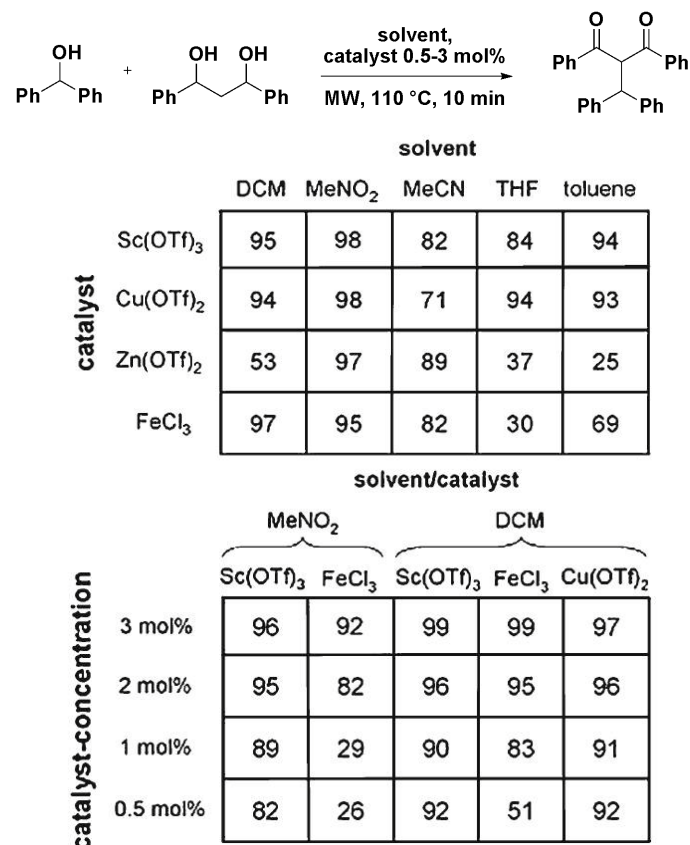 OH OH OH O O
solvent,
catalyst 0.5-3 mol%
+
Ph Ph Ph Ph MW, 110 °C, 10 min Ph Ph
Ph Ph
solvent
DCM MeNO2 MeCN THF toluene
catalyst
Sc(OTf)3 95 98 82 84 94
Cu(OTf)2 94 98 71 94 93
Zn(OTf)2 53 97 89 37 25
FeCl3 97 95 82 30 69
solvent/catalyst
MeNO2 DCM
Sc(OTf)3 FeCl3 Sc(OTf)3 FeCl3 Cu(OTf)2
catalyst-concentration
3 mol% 96 92 99 99 97
2 mol% 95 82 96 95 96
1 mol% 89 29 90 83 91
0.5 mol% 82 26 92 51 92